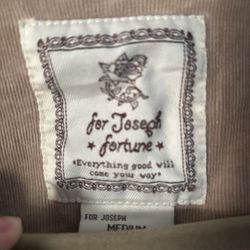 for Joseph
fortune
"Everything good will
come your way"
FOR JOSEPH
MEDIUM